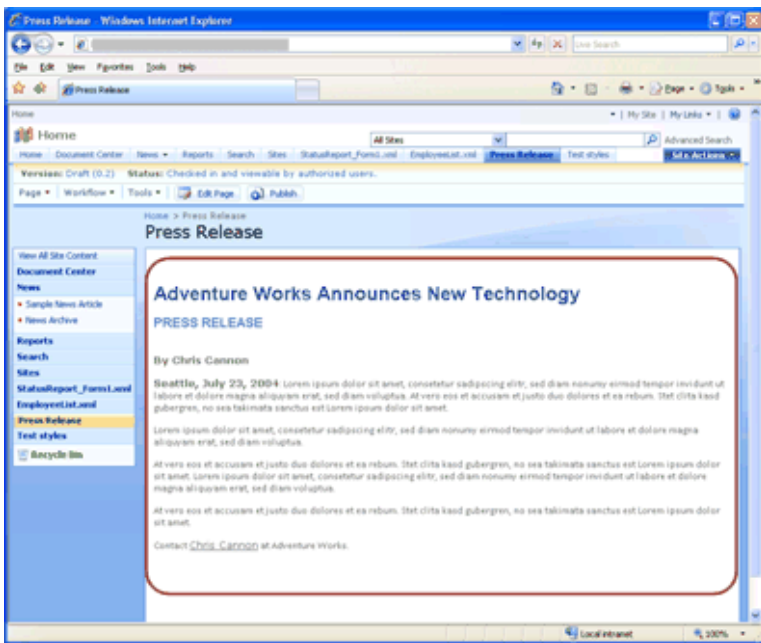 Press Release - Windows Internet Explorer
Live Search
File Edit View Favorites Tools Help
Press Release
Page Tools
Home
My Site | My Links
Home
All Sites
Advanced Search
Home Document Center News Reports Search Sites StatusReport_Form1.xml EmployeeList.xml Press Release Test styles Site Actions
Version: Draft (0.2) Status: Checked in and viewable by authorized users.
Page Workflow Tools Edit Page Publish
Home > Press Release
Press Release
View All Site Content
Document Center
News
Sample News Article
News Archive
Reports
Search
Sites
StatusReport_Form1.xml
EmployeeList.xml
Press Release
Test styles
Recycle Bin
Adventure Works Announces New Technology
PRESS RELEASE
By Chris Cannon
Seattle, July 23, 2004: Lorem ipsum dolor sit amet, consetetur sadipscing elitr, sed diam nonumy eirmod tempor invidunt ut
labore et dolore magna aliquyam erat, sed diam voluptua. At vero eos et accusam et justo duo dolores et ea rebum. Stet clita kasd
gubergren, no sea takimata sanctus est Lorem ipsum dolor sit amet.
Lorem ipsum dolor sit amet, consetetur sadipscing elitr, sed diam nonumy eirmod tempor invidunt ut labore et dolore magna
aliquyam erat, sed diam voluptua.
At vero eos et accusam et justo duo dolores et ea rebum. Stet clita kasd gubergren, no sea takimata sanctus est Lorem ipsum dolor
sit amet. Lorem ipsum dolor sit amet, consetetur sadipscing elitr, sed diam nonumy eirmod tempor invidunt ut labore et dolore
magna aliquyam erat, sed diam voluptua.
At vero eos et accusam et justo duo dolores et ea rebum. Stet clita kasd gubergren, no sea takimata sanctus est Lorem ipsum dolor
sit amet.
Contact Chris Cannon at Adventure Works.
Local intranet
100%